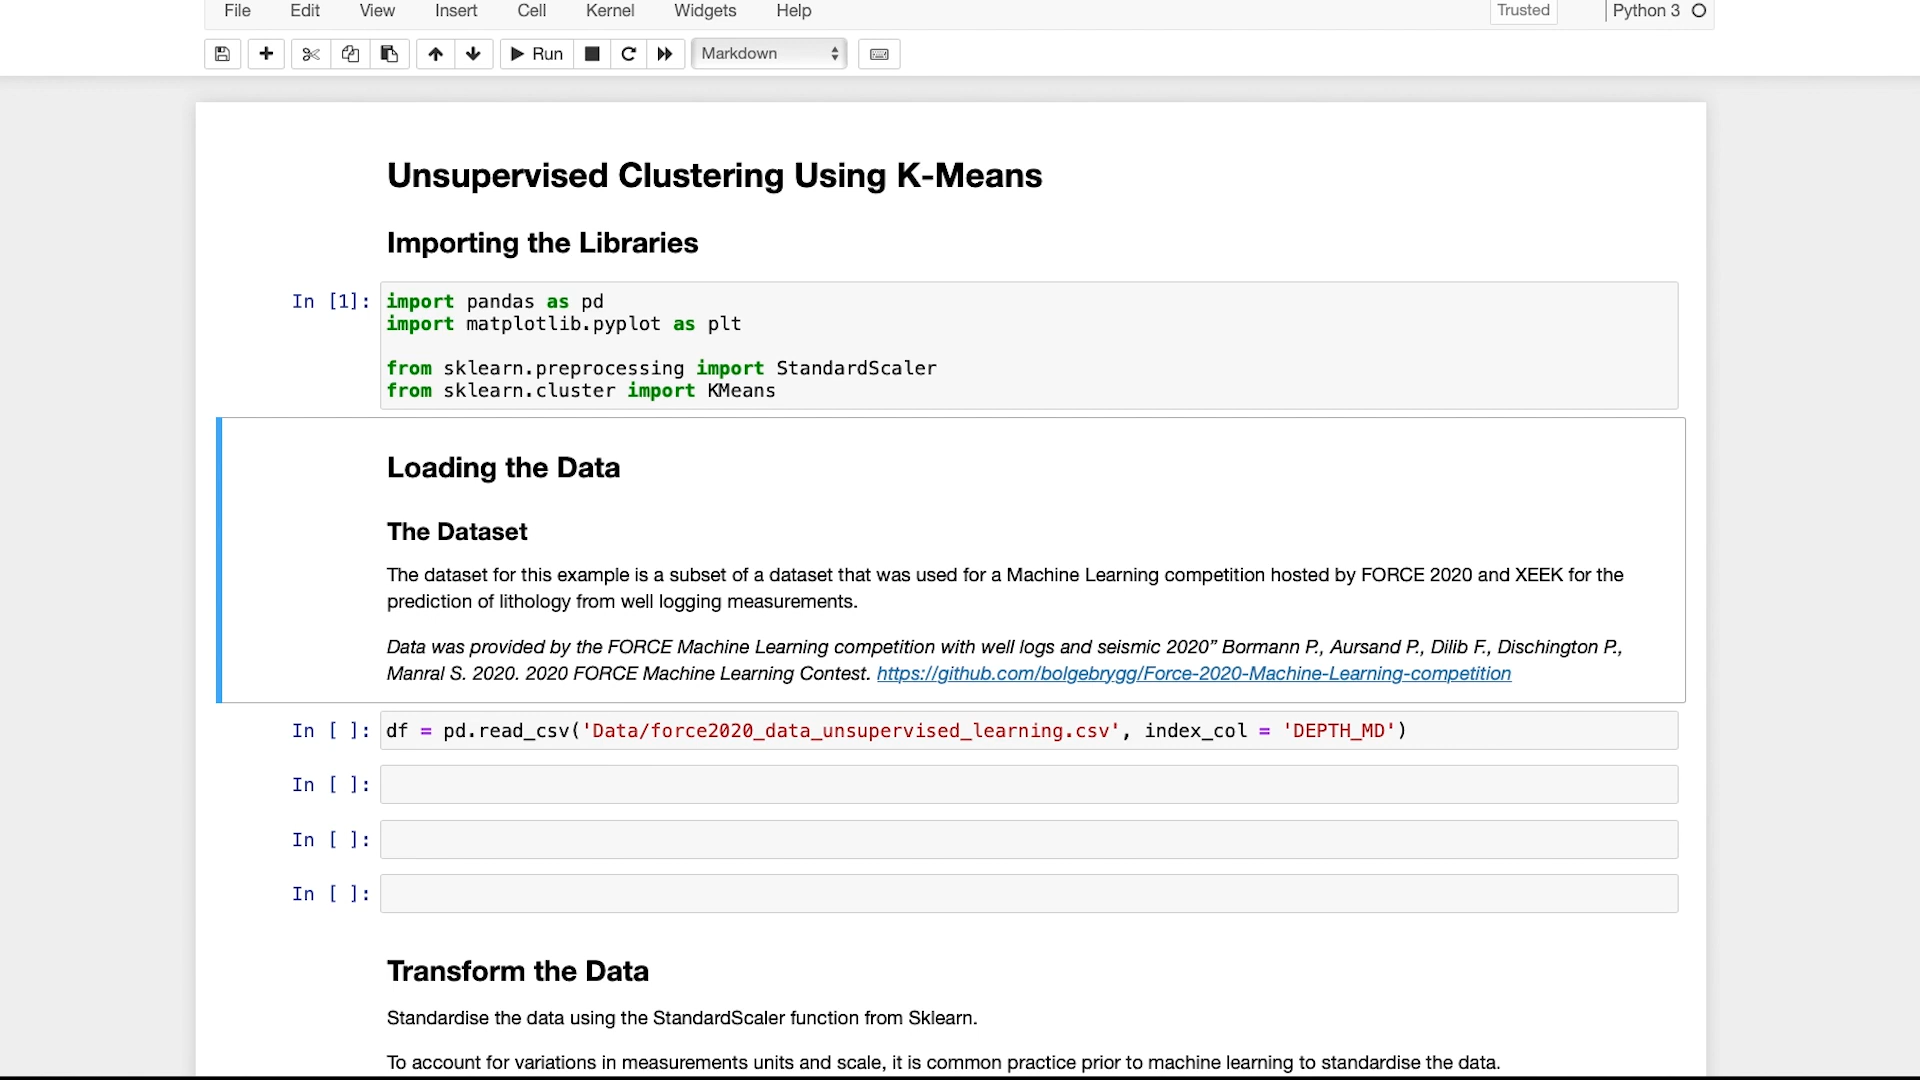 File Edit View Insert Cell Kernel Widgets Help Trusted Python 3
Run Markdown
Unsupervised Clustering Using K-Means
Importing the Libraries
In [1]: import pandas as pd
import matplotlib.pyplot as plt
from sklearn.preprocessing import StandardScaler
from sklearn.cluster import KMeans
Loading the Data
The Dataset
The dataset for this example is a subset of a dataset that was used for a Machine Learning competition hosted by FORCE 2020 and XEEK for the
prediction of lithology from well logging measurements.
Data was provided by the FORCE Machine Learning competition with well logs and seismic 2020” Bormann P., Aursand P., Dilib F., Dischington P.,
Manral S. 2020. 2020 FORCE Machine Learning Contest. https://github.com/bolgebrygg/Force-2020-Machine-Learning-competition
In [ ]: df = pd.read_csv('Data/force2020_data_unsupervised_learning.csv', index_col = 'DEPTH_MD')
In [ ]:
In [ ]:
In [ ]:
Transform the Data
Standardise the data using the StandardScaler function from Sklearn.
To account for variations in measurements units and scale, it is common practice prior to machine learning to standardise the data.